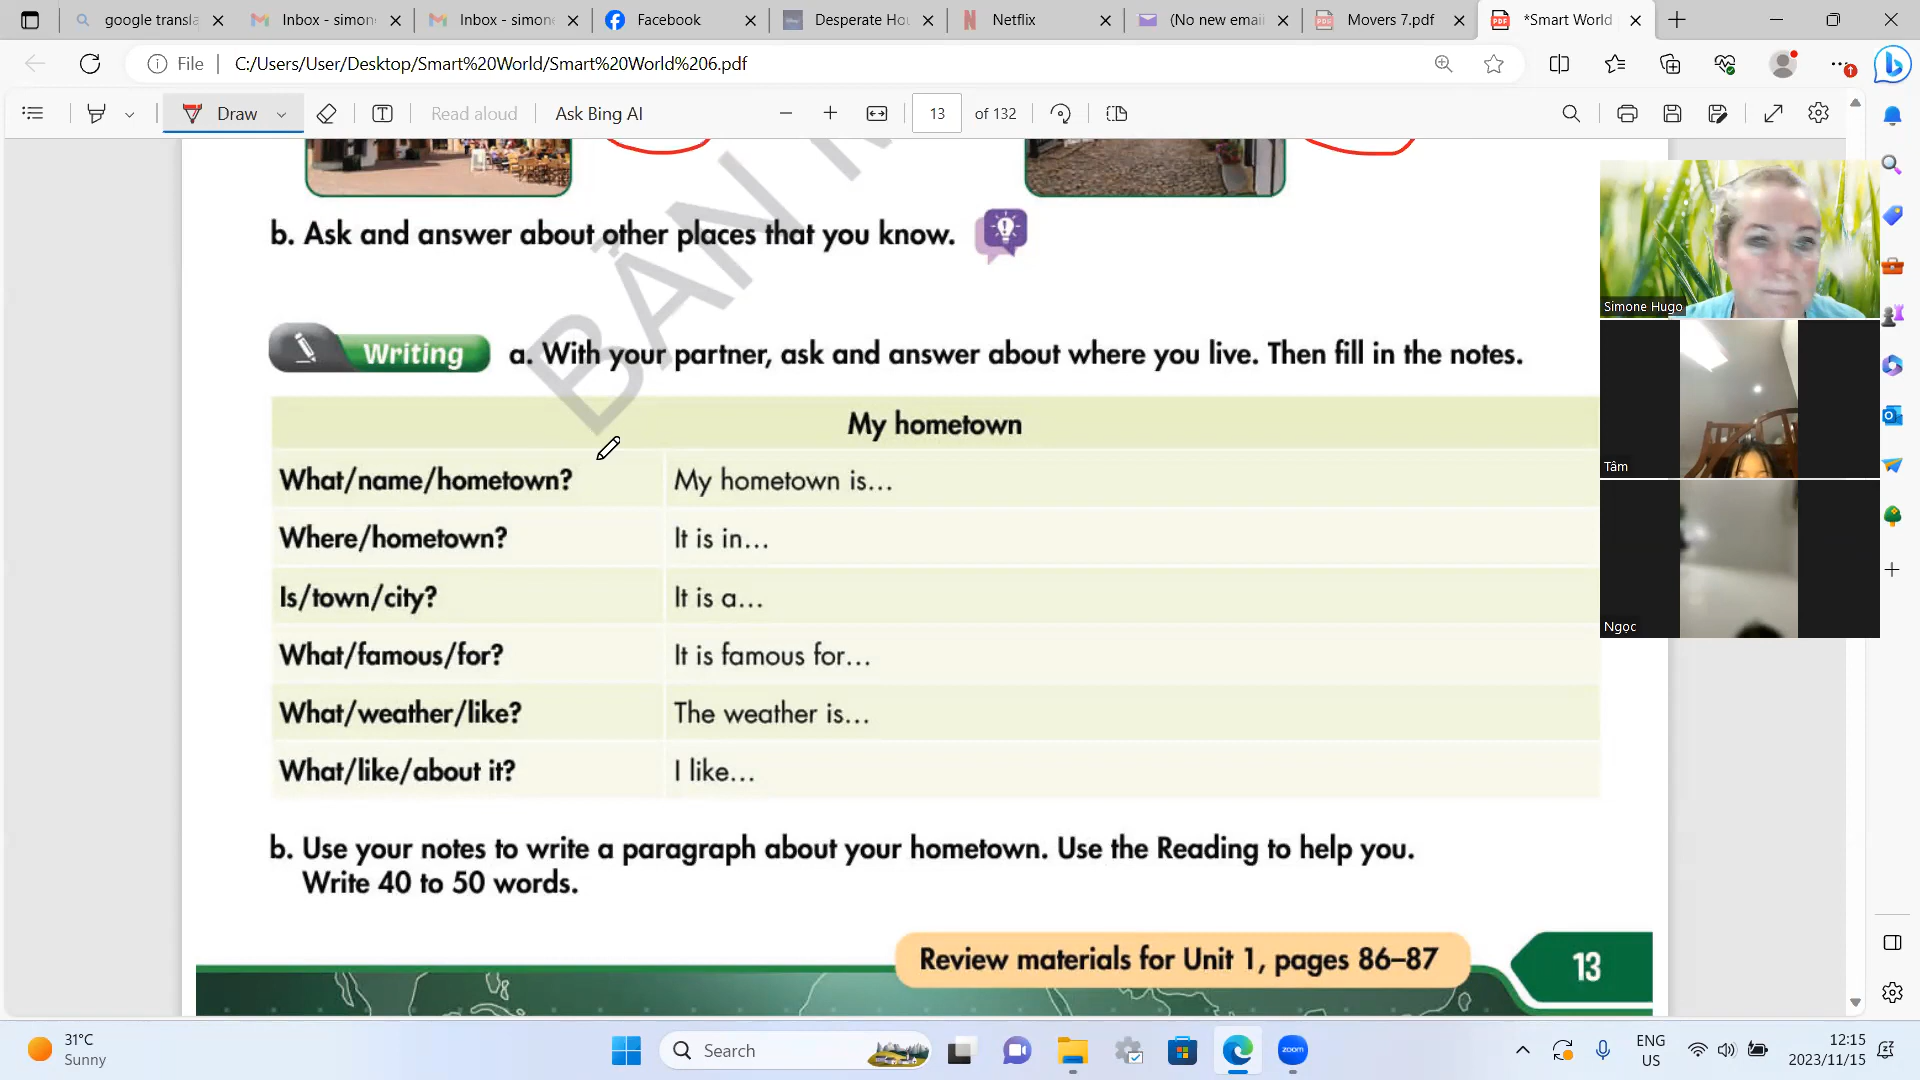 google transla
Inbox - simon
Inbox - simone
Facebook
Desperate Hou
Netflix
(No new emai
Movers 7.pdf
*Smart World
File
C:/Users/User/Desktop/Smart%20World/Smart%20World%206.pdf
Draw
Read aloud
Ask Bing AI
13 of 132
BẢN M
b. Ask and answer about other places that you know.
Writing
a. With your partner, ask and answer about where you live. Then fill in the notes.
My hometown
What/name/hometown? My hometown is...
Where/hometown? It is in...
Is/town/city? It is a...
What/famous/for? It is famous for...
What/weather/like? The weather is...
What/like/about it? I like...
b. Use your notes to write a paragraph about your hometown. Use the Reading to help you.
Write 40 to 50 words.
Review materials for Unit 1, pages 86–87
13
Simone Hugo
Tâm
Ngọc
31°C
Sunny
Search
zoom
ENG
US
12:15
2023/11/15